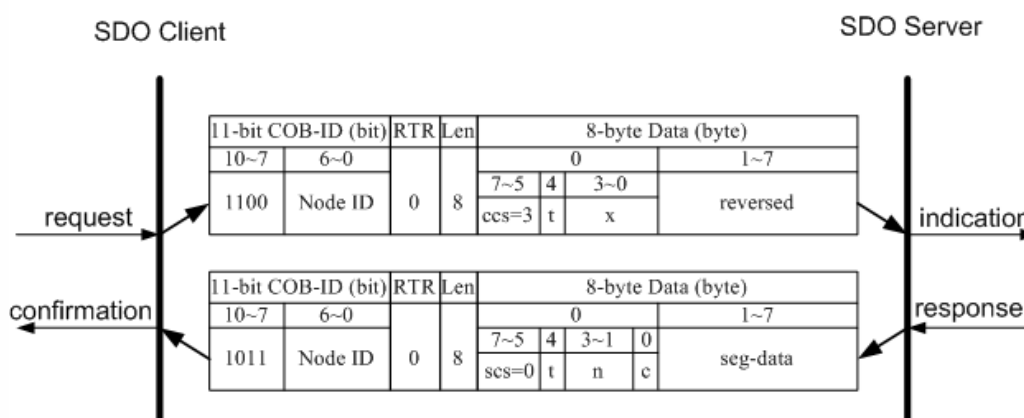 SDO Client
SDO Server
11-bit COB-ID (bit) RTR Len 8-byte Data (byte)
10~7 6~0 0 1~7
7~5 4 3~0
1100 Node ID 0 8 reversed
ccs=3 t x
request
indication
11-bit COB-ID (bit) RTR Len 8-byte Data (byte)
10~7 6~0 0 1~7
confirmation
response
7~5 4 3~1 0
1011 Node ID 0 8 seg-data
scs=0 t n c